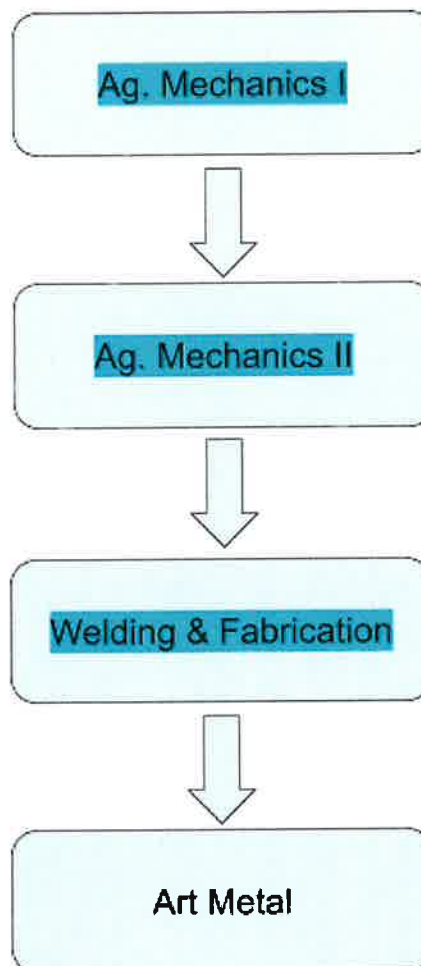 Ag. Mechanics I
Ag. Mechanics II
Welding & Fabrication
Art Metal